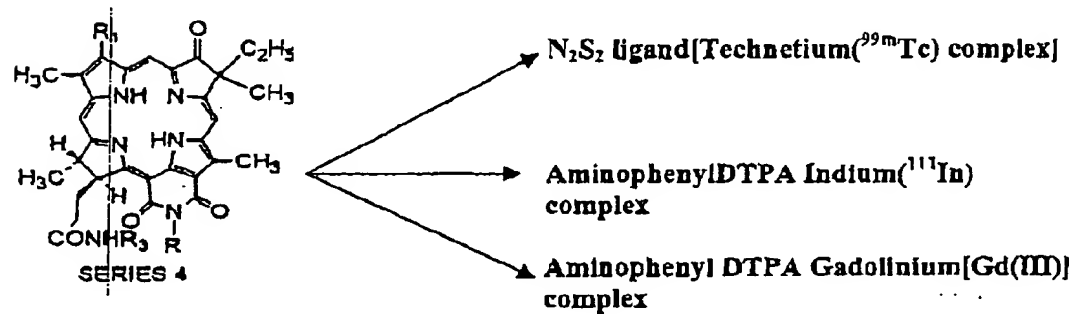 R₁
O
C₂H₅
H₃C
CH₃
NH
N
N
HN
H
H₃C
CH₃
H
O
N
O
CONHR₃
R
SERIES 4
N₂S₂ ligand[Technetium(⁹⁹ᵐTc) complex]
AminophenylDTPA Indium(¹¹¹In)
complex
Aminophenyl DTPA Gadolinium[Gd(III)]
complex